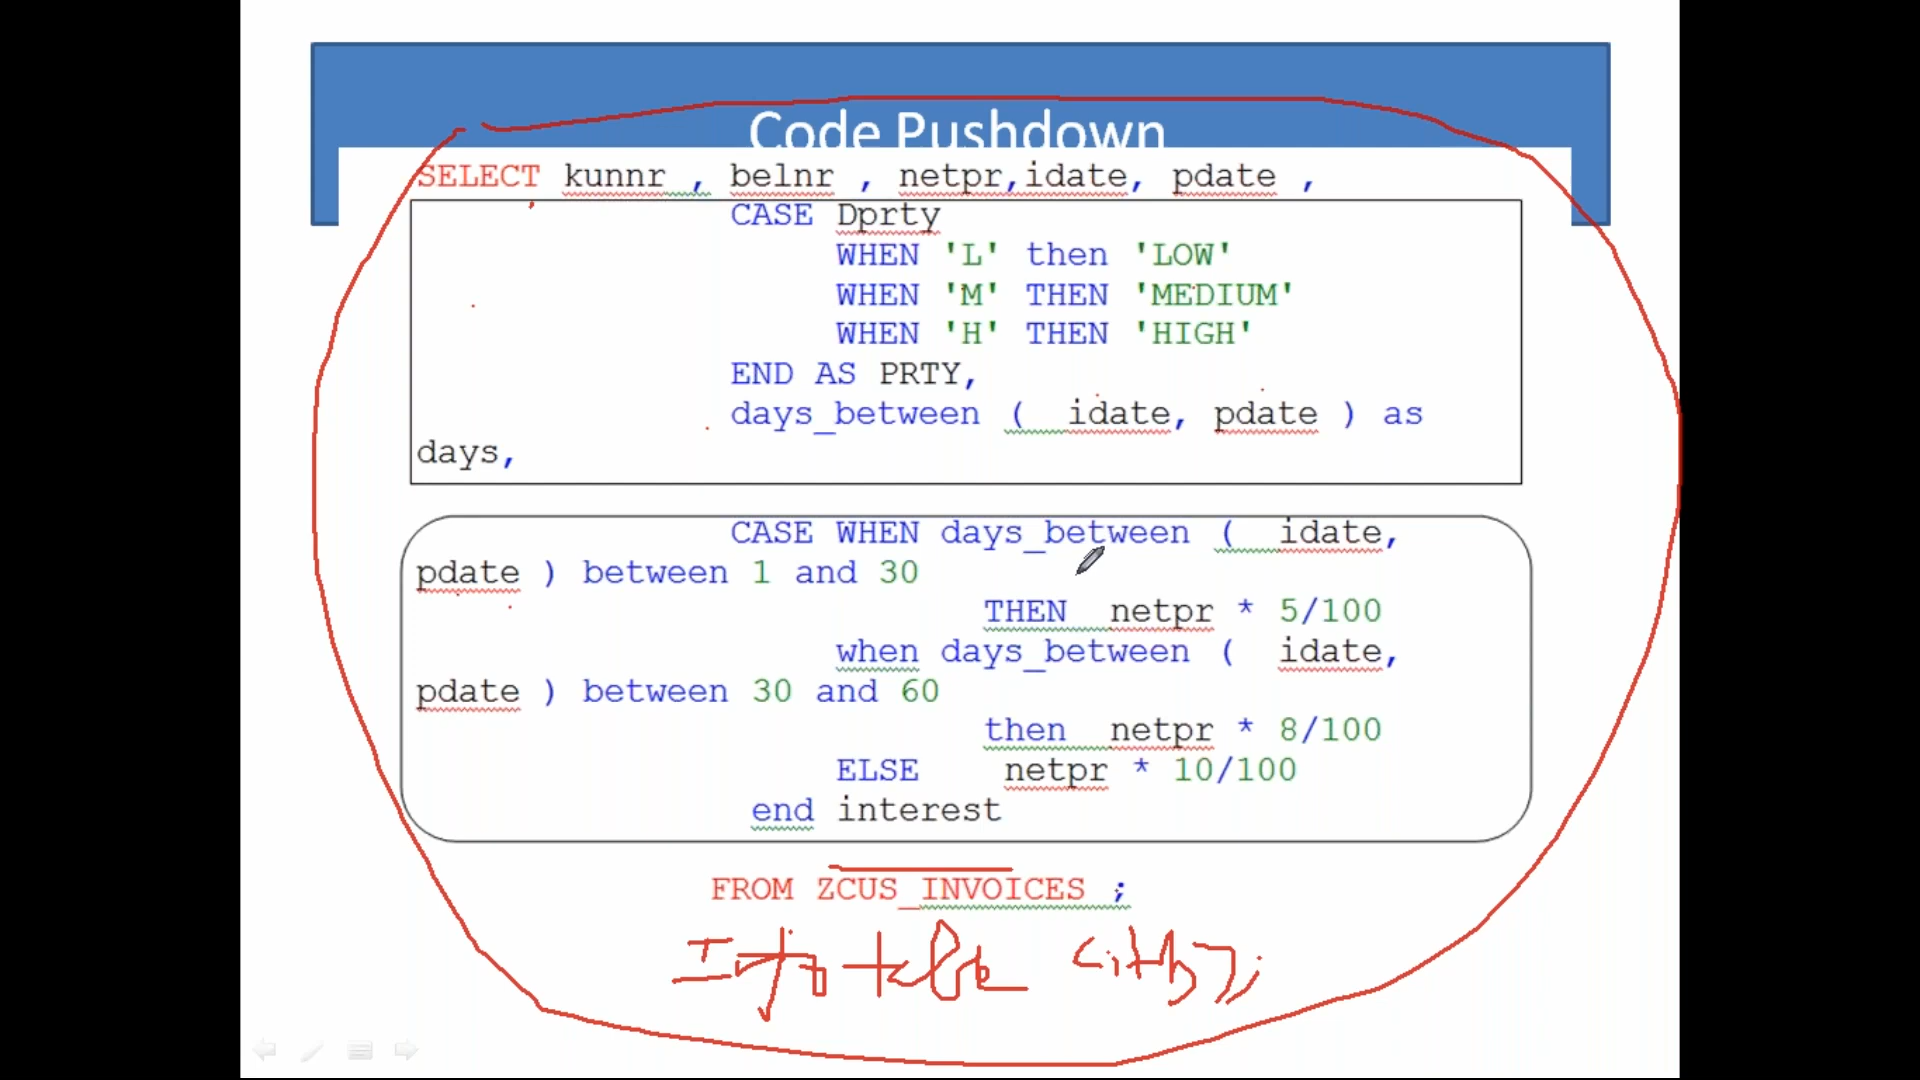 Code Pushdown
SELECT kunnr , belnr , netpr,idate, pdate ,
CASE Dprty
WHEN 'L' then 'LOW'
WHEN 'M' THEN 'MEDIUM'
WHEN 'H' THEN 'HIGH'
END AS PRTY,
days_between ( idate, pdate ) as
days,
CASE WHEN days_between ( idate,
pdate ) between 1 and 30
THEN netpr * 5/100
when days_between ( idate,
pdate ) between 30 and 60
then netpr * 8/100
ELSE netpr * 10/100
end interest
FROM ZCUS_INVOICES ;
Into table <itab>;